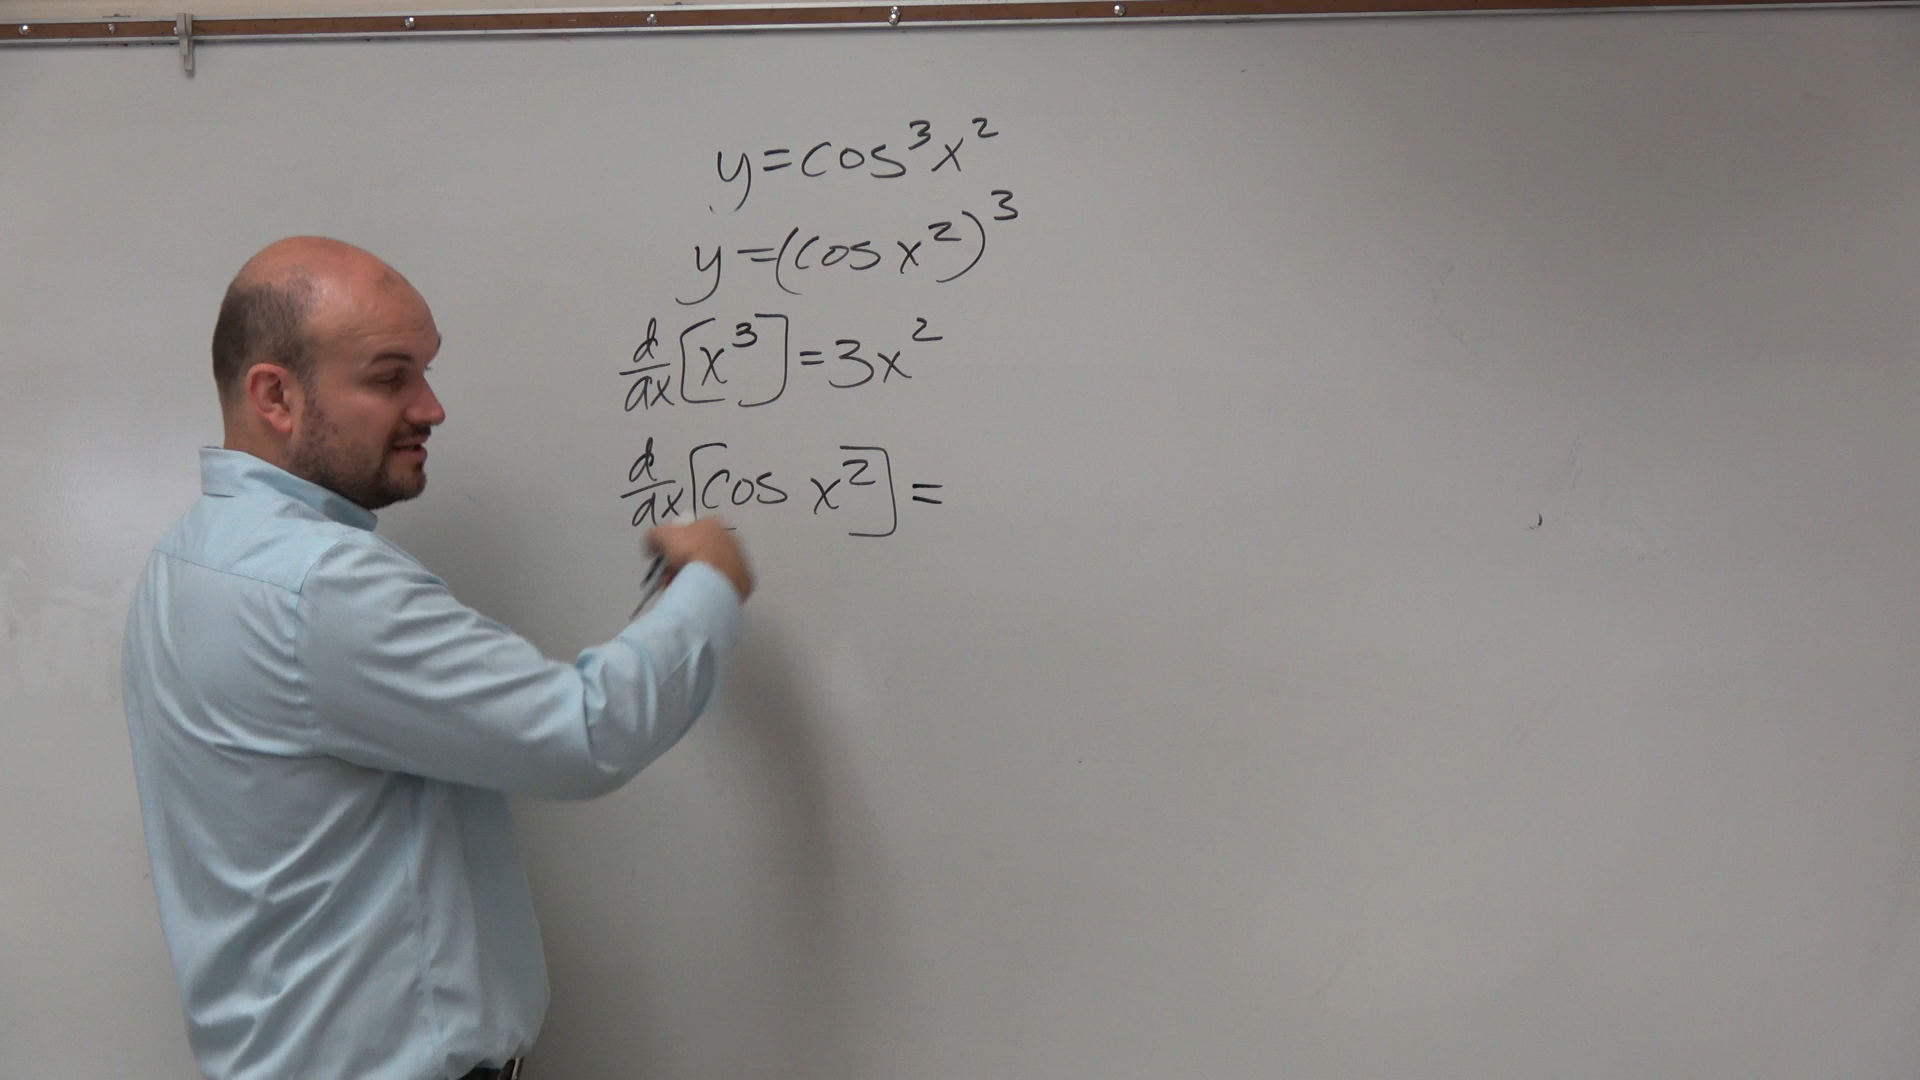 y=cos³x²
y=(cos x²)³
d/dx[x³]=3x²
d/dx[cos x²]=